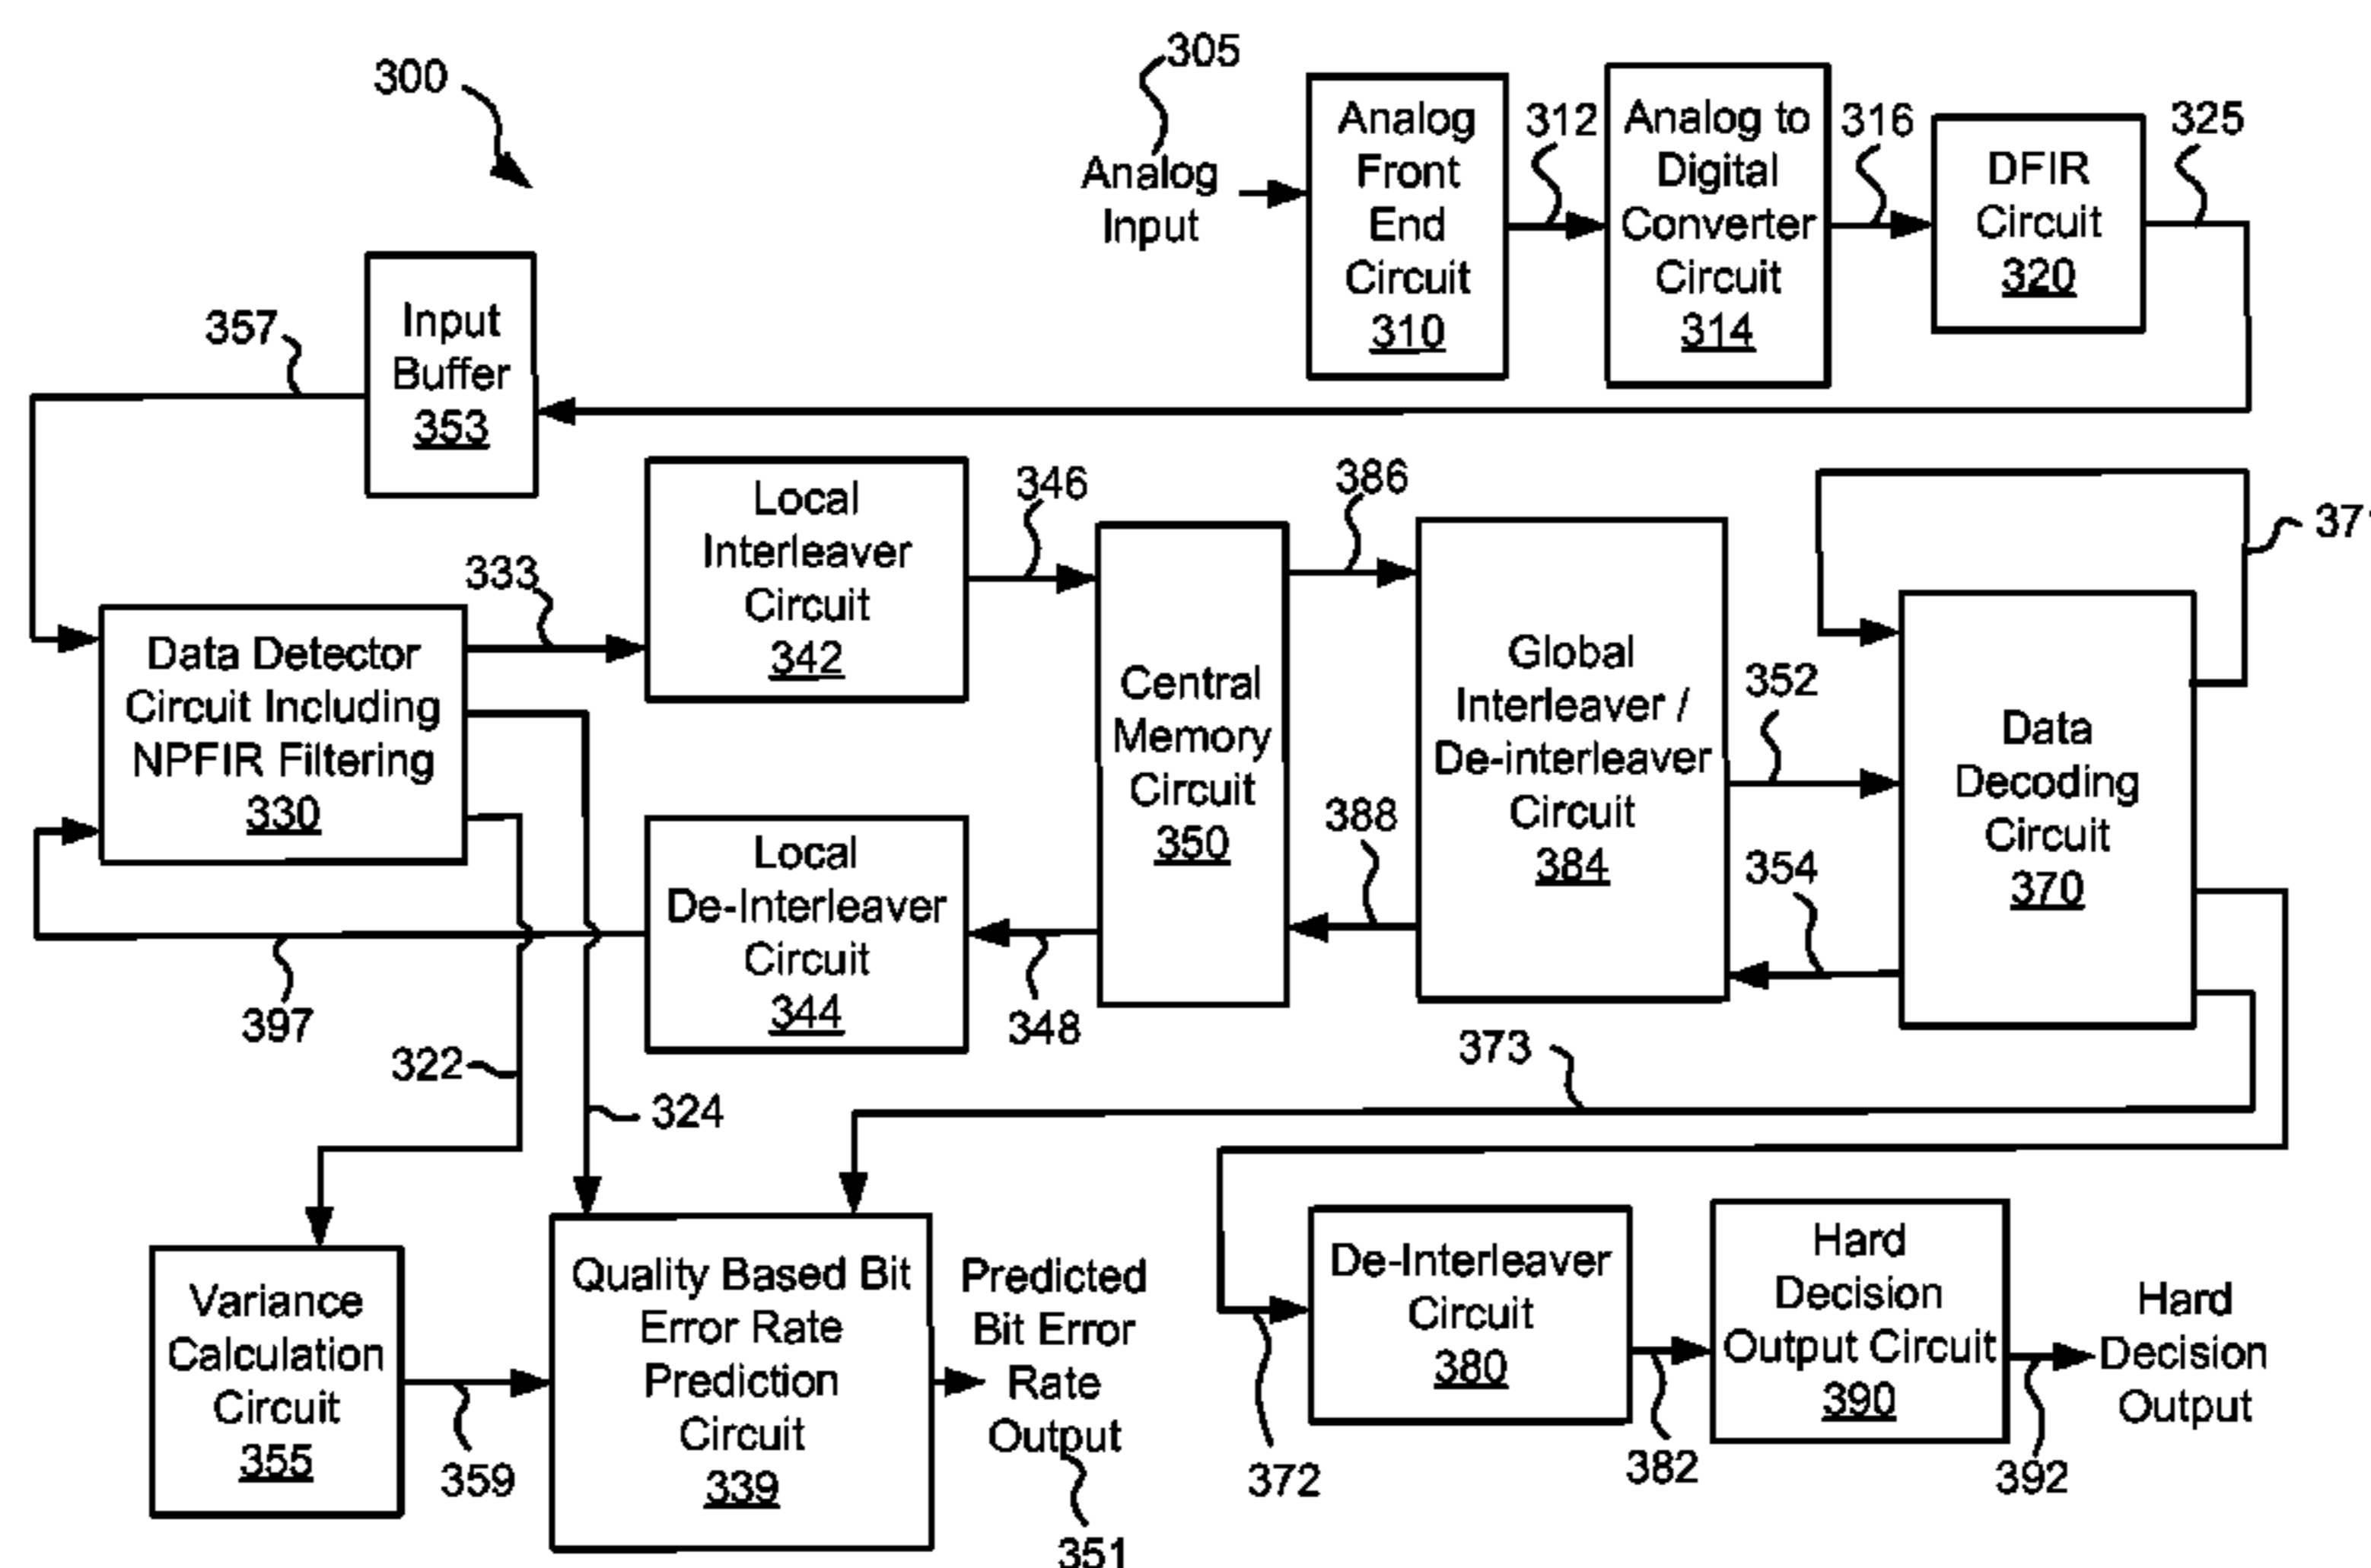 300
305
Analog
Input
Analog
Front
End
Circuit
310
312
Analog to
Digital
Converter
Circuit
314
316
DFIR
Circuit
320
325
357
Input
Buffer
353
Local
Interleaver
Circuit
342
346
386
371
333
Data Detector
Circuit Including
NPFIR Filtering
330
Central
Memory
Circuit
350
Global
Interleaver /
De-interleaver
Circuit
384
352
354
Data
Decoding
Circuit
370
388
Local
De-Interleaver
Circuit
344
348
397
322
324
373
Variance
Calculation
Circuit
355
359
Quality Based Bit
Error Rate
Prediction
Circuit
339
Predicted
Bit Error
Rate
Output
351
372
De-Interleaver
Circuit
380
382
Hard
Decision
Output Circuit
390
392
Hard
Decision
Output